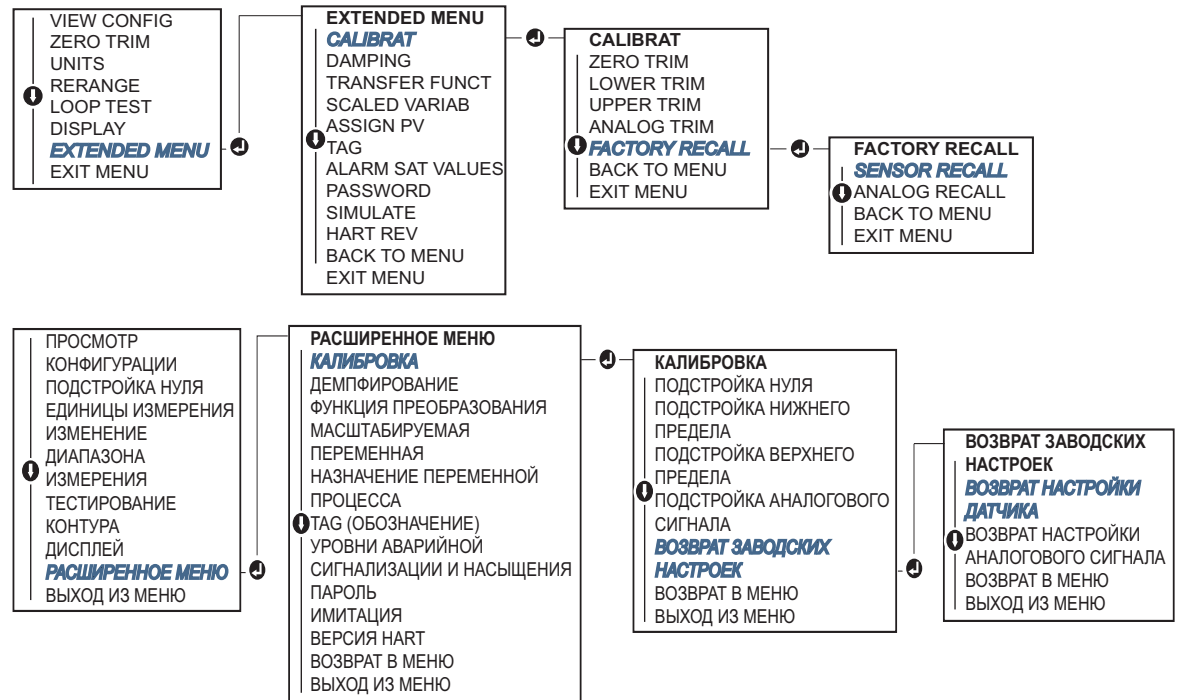 VIEW CONFIG
ZERO TRIM
UNITS
RERANGE
LOOP TEST
DISPLAY
EXTENDED MENU
EXIT MENU
EXTENDED MENU
CALIBRAT
DAMPING
TRANSFER FUNCT
SCALED VARIAB
ASSIGN PV
TAG
ALARM SAT VALUES
PASSWORD
SIMULATE
HART REV
BACK TO MENU
EXIT MENU
CALIBRAT
ZERO TRIM
LOWER TRIM
UPPER TRIM
ANALOG TRIM
FACTORY RECALL
BACK TO MENU
EXIT MENU
FACTORY RECALL
SENSOR RECALL
ANALOG RECALL
BACK TO MENU
EXIT MENU
ПРОСМОТР
КОНФИГУРАЦИИ
ПОДСТРОЙКА НУЛЯ
ЕДИНИЦЫ ИЗМЕРЕНИЯ
ИЗМЕНЕНИЕ
ДИАПАЗОНА
ИЗМЕРЕНИЯ
ТЕСТИРОВАНИЕ
КОНТУРА
ДИСПЛЕЙ
РАСШИРЕННОЕ МЕНЮ
ВЫХОД ИЗ МЕНЮ
РАСШИРЕННОЕ МЕНЮ
КАЛИБРОВКА
ДЕМПФИРОВАНИЕ
ФУНКЦИЯ ПРЕОБРАЗОВАНИЯ
МАСШТАБИРУЕМАЯ
ПЕРЕМЕННАЯ
НАЗНАЧЕНИЕ ПЕРЕМЕННОЙ
ПРОЦЕССА
TAG (ОБОЗНАЧЕНИЕ)
УРОВНИ АВАРИЙНОЙ
СИГНАЛИЗАЦИИ И НАСЫЩЕНИЯ
ПАРОЛЬ
ИМИТАЦИЯ
ВЕРСИЯ HART
ВОЗВРАТ В МЕНЮ
ВЫХОД ИЗ МЕНЮ
КАЛИБРОВКА
ПОДСТРОЙКА НУЛЯ
ПОДСТРОЙКА НИЖНЕГО
ПРЕДЕЛА
ПОДСТРОЙКА ВЕРХНЕГО
ПРЕДЕЛА
ПОДСТРОЙКА АНАЛОГОВОГО
СИГНАЛА
ВОЗВРАТ ЗАВОДСКИХ
НАСТРОЕК
ВОЗВРАТ В МЕНЮ
ВЫХОД ИЗ МЕНЮ
ВОЗВРАТ ЗАВОДСКИХ
НАСТРОЕК
ВОЗВРАТ НАСТРОЙКИ
ДАТЧИКА
ВОЗВРАТ НАСТРОЙКИ
АНАЛОГОВОГО СИГНАЛА
ВОЗВРАТ В МЕНЮ
ВЫХОД ИЗ МЕНЮ